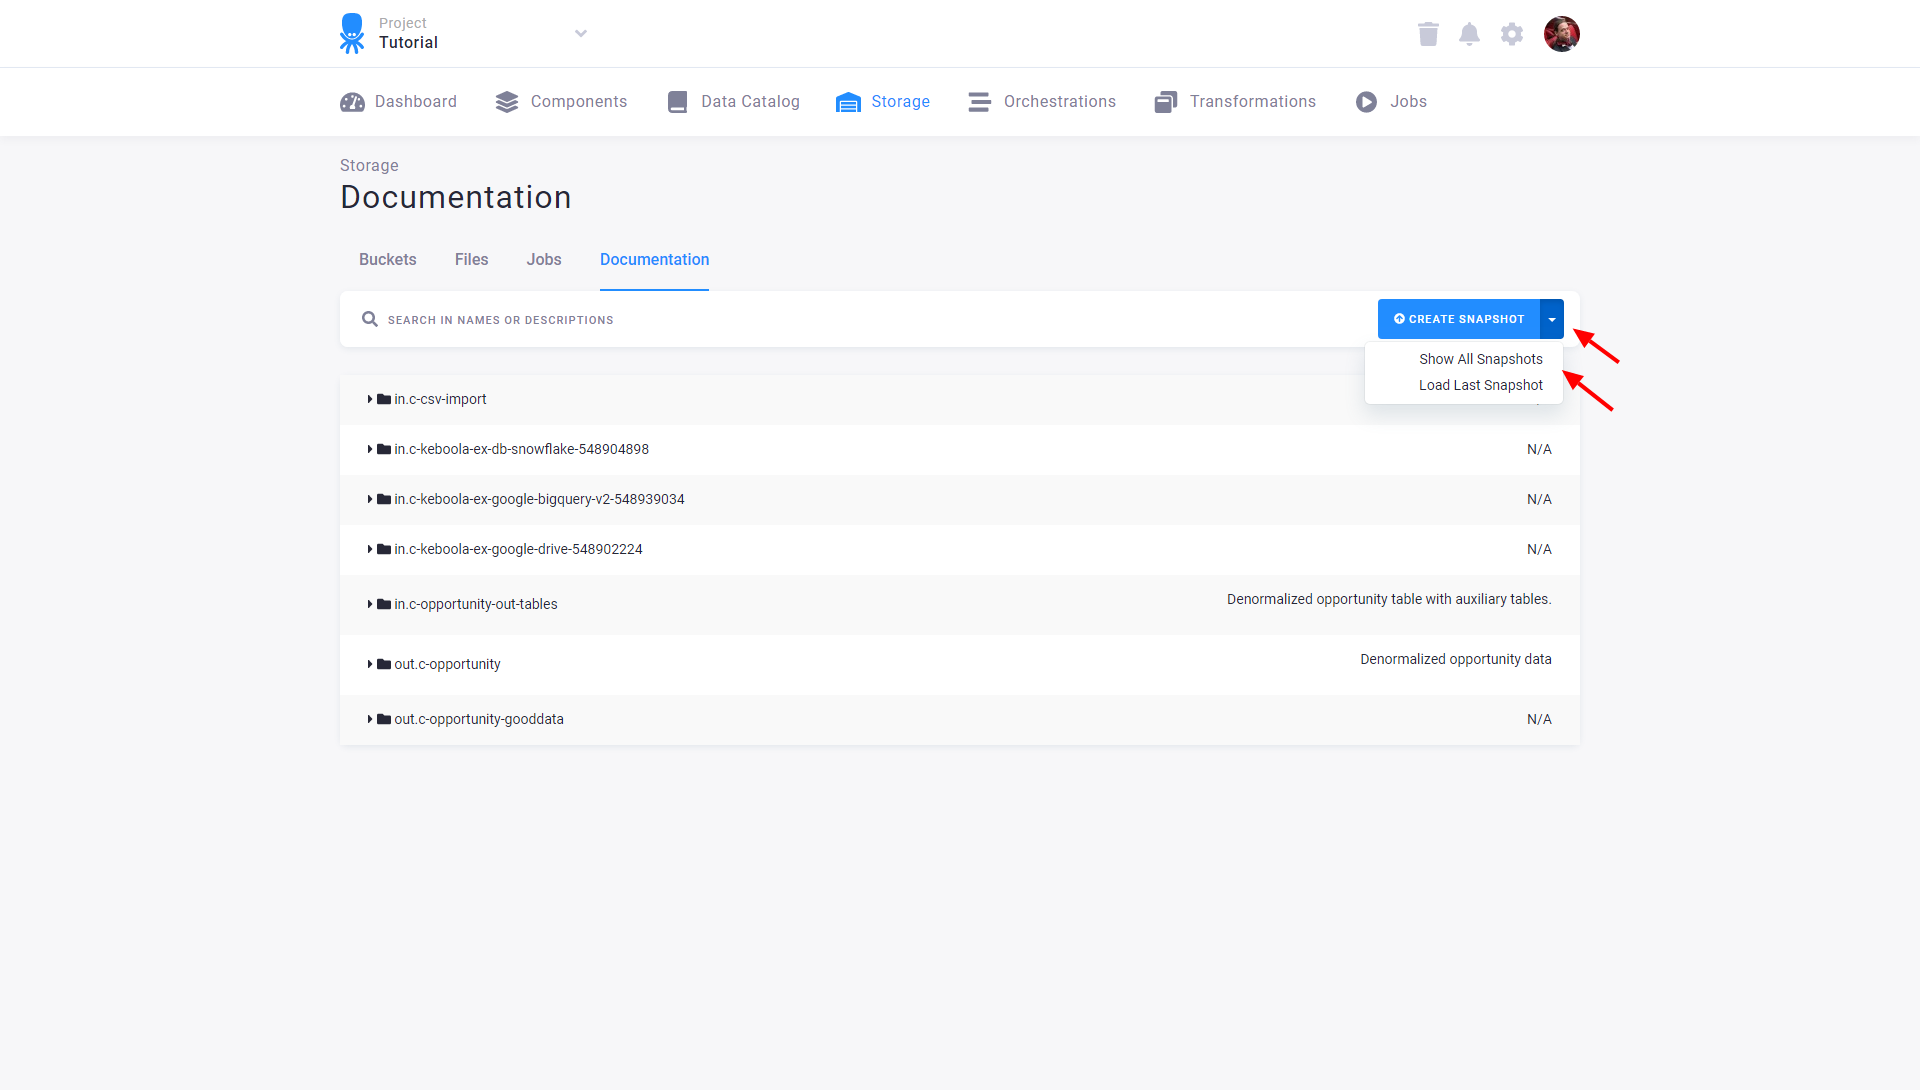 Project
Tutorial
Dashboard Components Data Catalog Storage Orchestrations Transformations Jobs
Storage
Documentation
Buckets Files Jobs Documentation
SEARCH IN NAMES OR DESCRIPTIONS CREATE SNAPSHOT
Show All Snapshots
Load Last Snapshot
in.c-csv-import
in.c-keboola-ex-db-snowflake-548904898 N/A
in.c-keboola-ex-google-bigquery-v2-548939034 N/A
in.c-keboola-ex-google-drive-548902224 N/A
in.c-opportunity-out-tables Denormalized opportunity table with auxiliary tables.
out.c-opportunity Denormalized opportunity data
out.c-opportunity-gooddata N/A